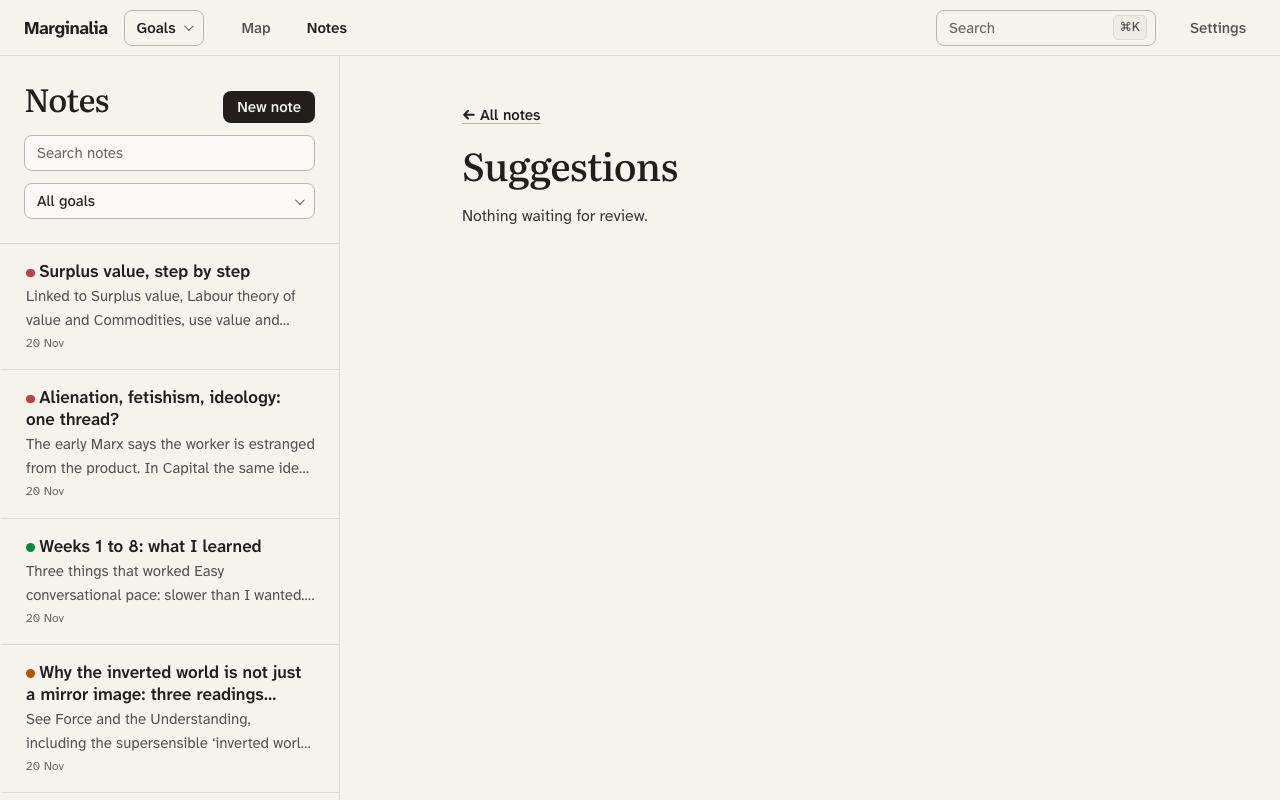 Marginalia
Goals
Map
Notes
Search
⌘K
Settings
Notes
New note
Search notes
All goals
Surplus value, step by step
Linked to Surplus value, Labour theory of
value and Commodities, use value and…
20 Nov
Alienation, fetishism, ideology:
one thread?
The early Marx says the worker is estranged
from the product. In Capital the same ide…
20 Nov
Weeks 1 to 8: what I learned
Three things that worked Easy
conversational pace: slower than I wanted.…
20 Nov
Why the inverted world is not just
a mirror image: three readings…
See Force and the Understanding,
including the supersensible ‘inverted worl…
20 Nov
← All notes
Suggestions
Nothing waiting for review.